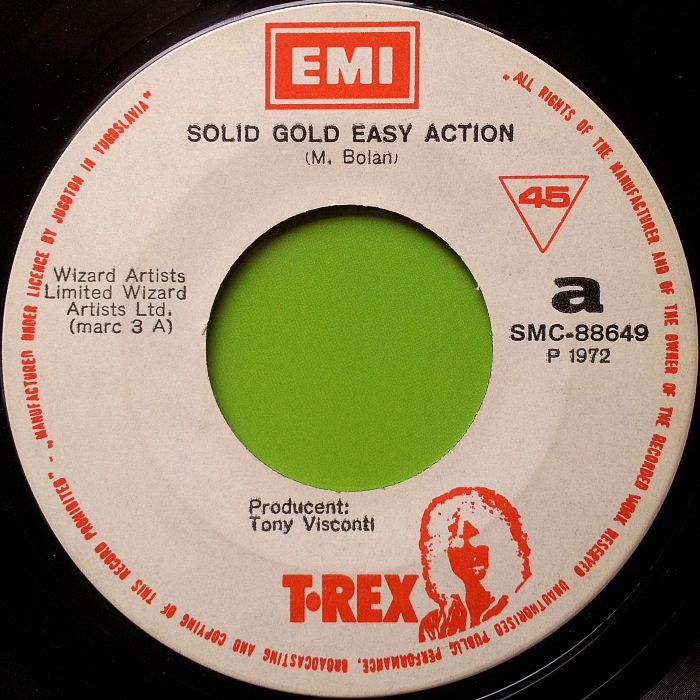 EMI
SOLID GOLD EASY ACTION
(M. Bolan)
45
Wizard Artists
Limited Wizard
Artists Ltd.
(marc 3 A)
a
SMC-88649
P 1972
Producent:
Tony Visconti
T•REX
„ALL RIGHTS OF THE MANUFACTURER AND OF THE OWNER OF THE RECORDED WORK RESERVED UNAUTHORISED PUBLIC PERFORMANCE, BROADCASTING AND COPYING OF THIS RECORD PROHIBITED" - „MANUFACTURED UNDER LICENCE BY JUGOTON IN YUGOSLAVIA"